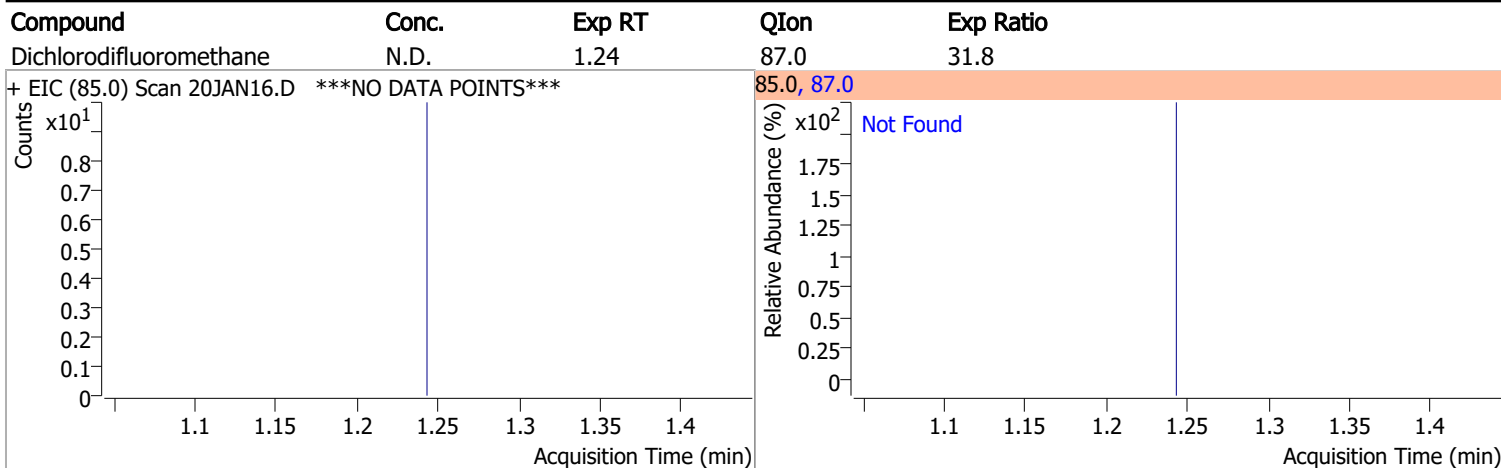 Compound Conc. Exp RT QIon Exp Ratio
Dichlorodifluoromethane N.D. 1.24 87.0 31.8
+ EIC (85.0) Scan 20JAN16.D ***NO DATA POINTS***
Counts
x10¹
0.8
0.7
0.6
0.5
0.4
0.3
0.2
0.1
0
1.1 1.15 1.2 1.25 1.3 1.35 1.4
Acquisition Time (min)
85.0, 87.0
Relative Abundance (%)
x10²
Not Found
1.75
1.5
1.25
1
0.75
0.5
0.25
0
1.1 1.15 1.2 1.25 1.3 1.35 1.4
Acquisition Time (min)